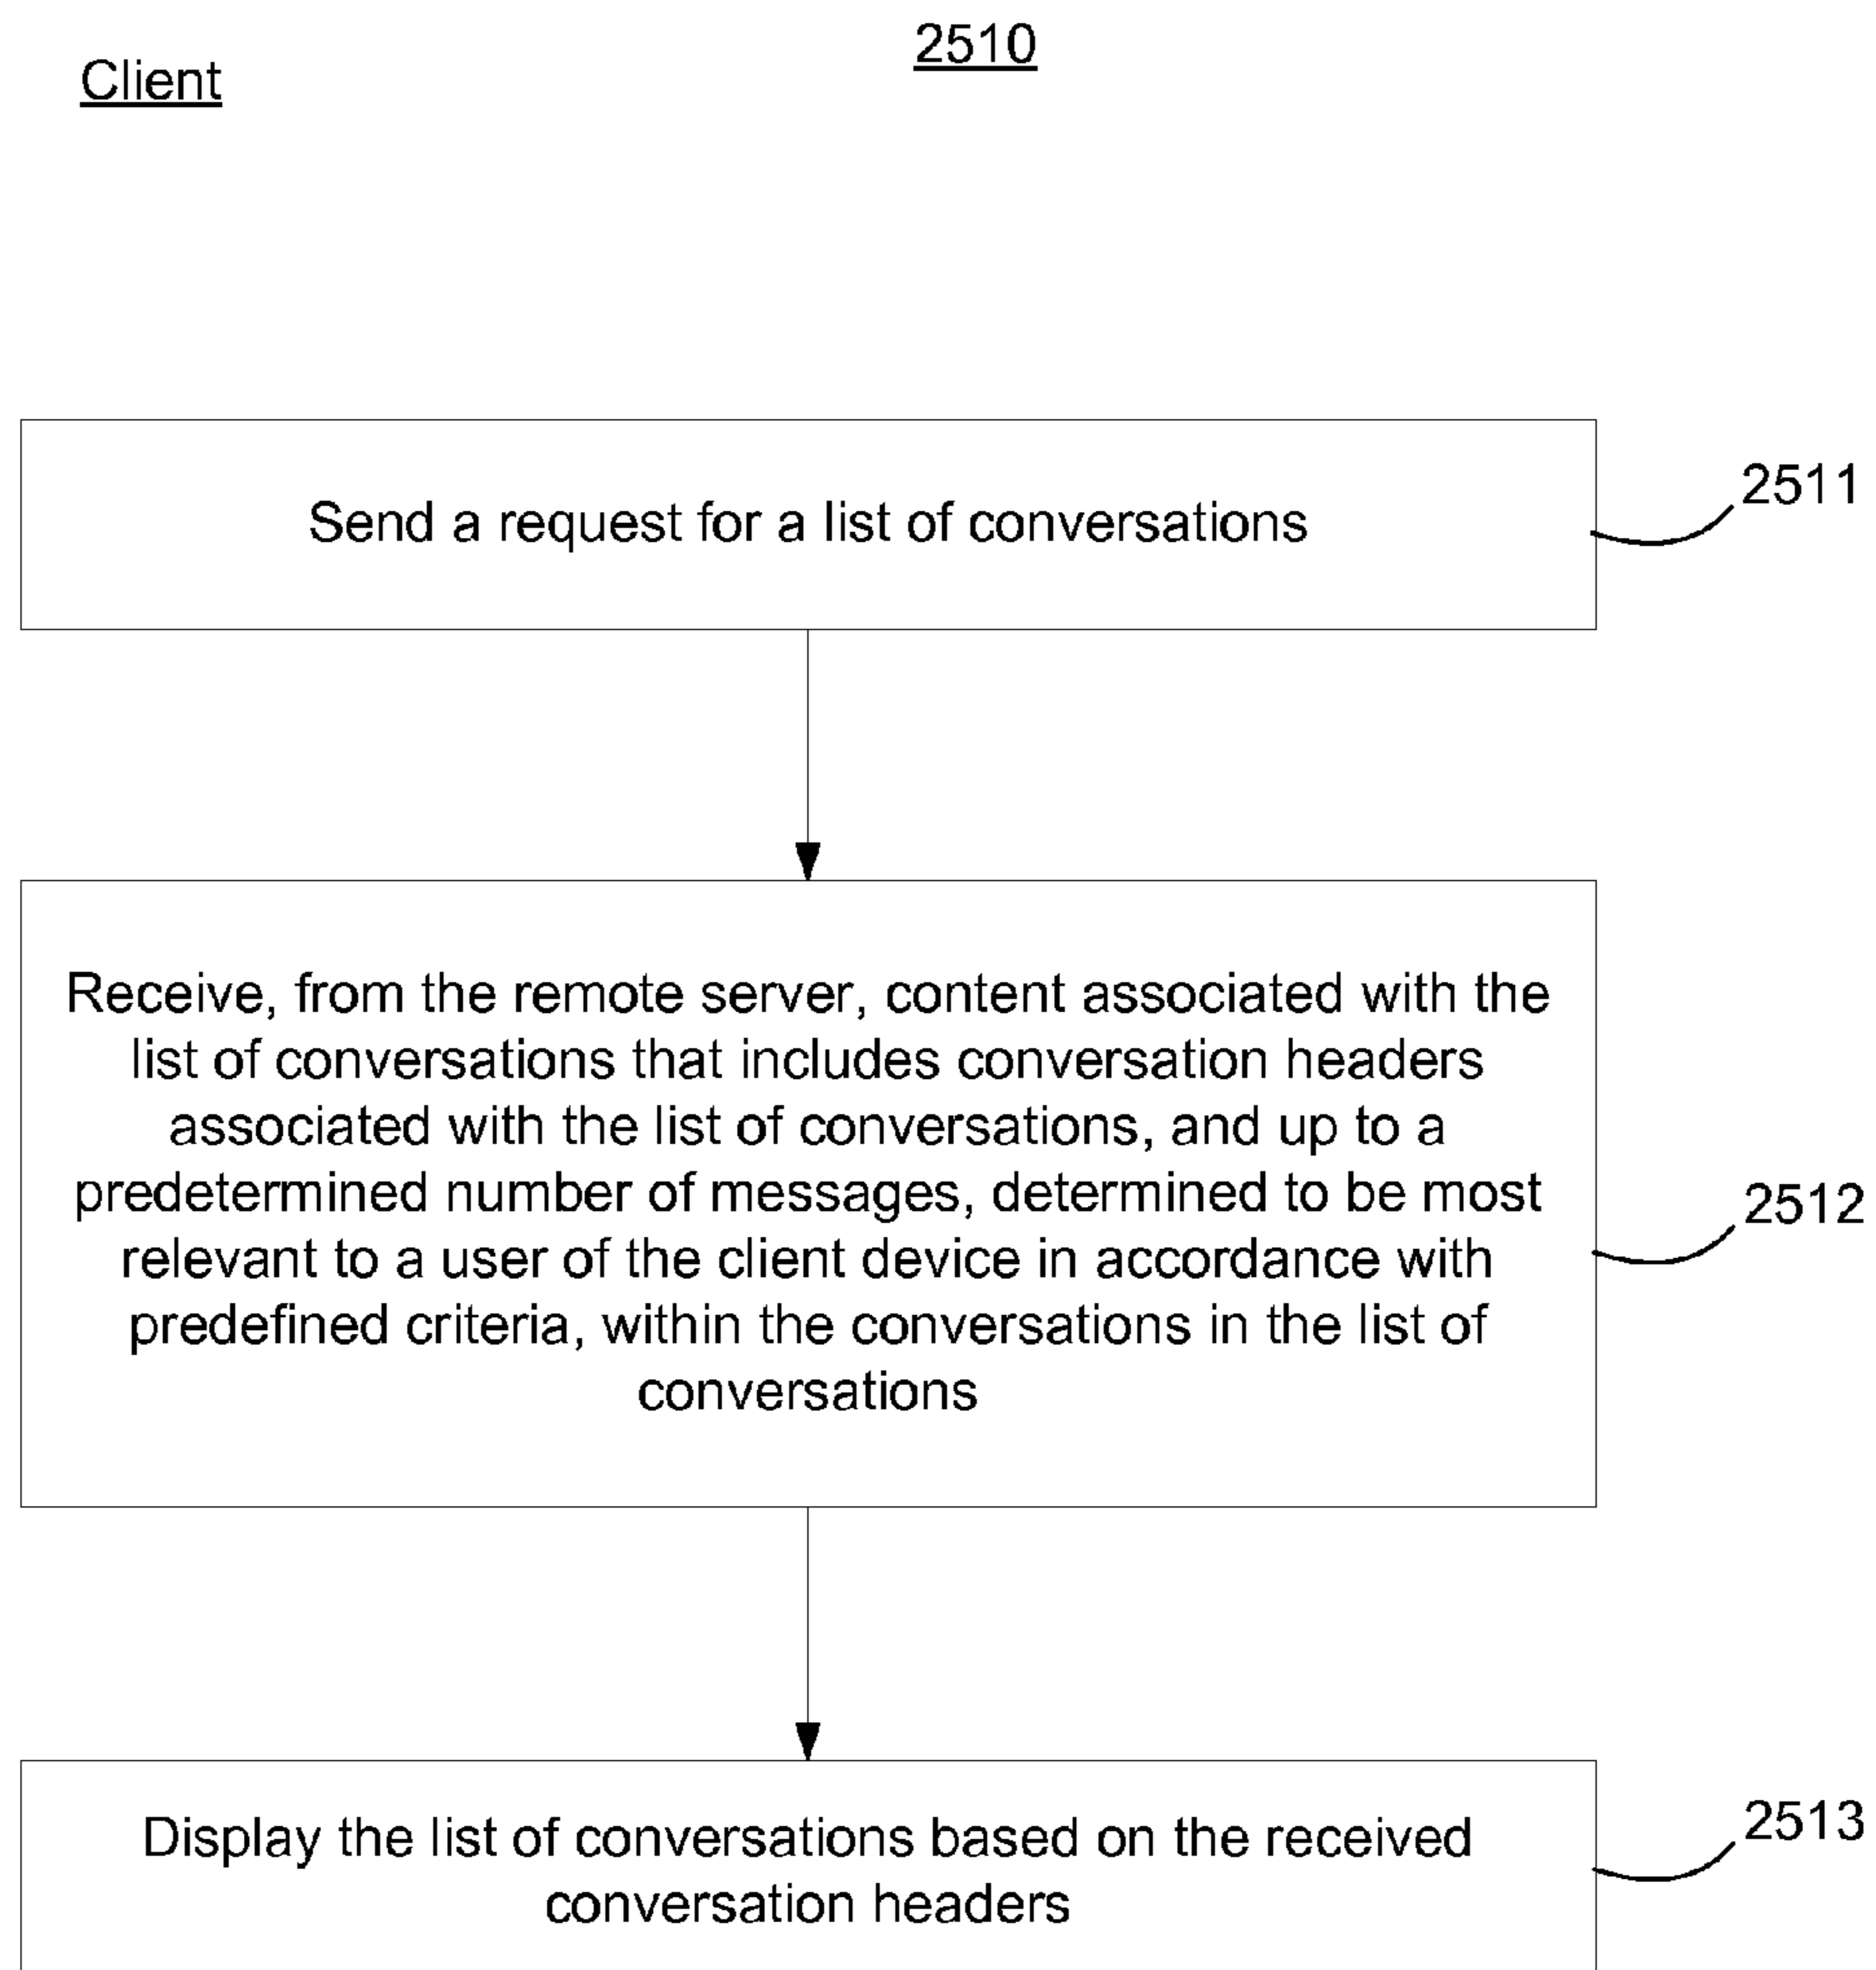 2510
Client
Send a request for a list of conversations
2511
Receive, from the remote server, content associated with the
list of conversations that includes conversation headers
associated with the list of conversations, and up to a
predetermined number of messages, determined to be most
relevant to a user of the client device in accordance with
predefined criteria, within the conversations in the list of
conversations
2512
Display the list of conversations based on the received
conversation headers
2513